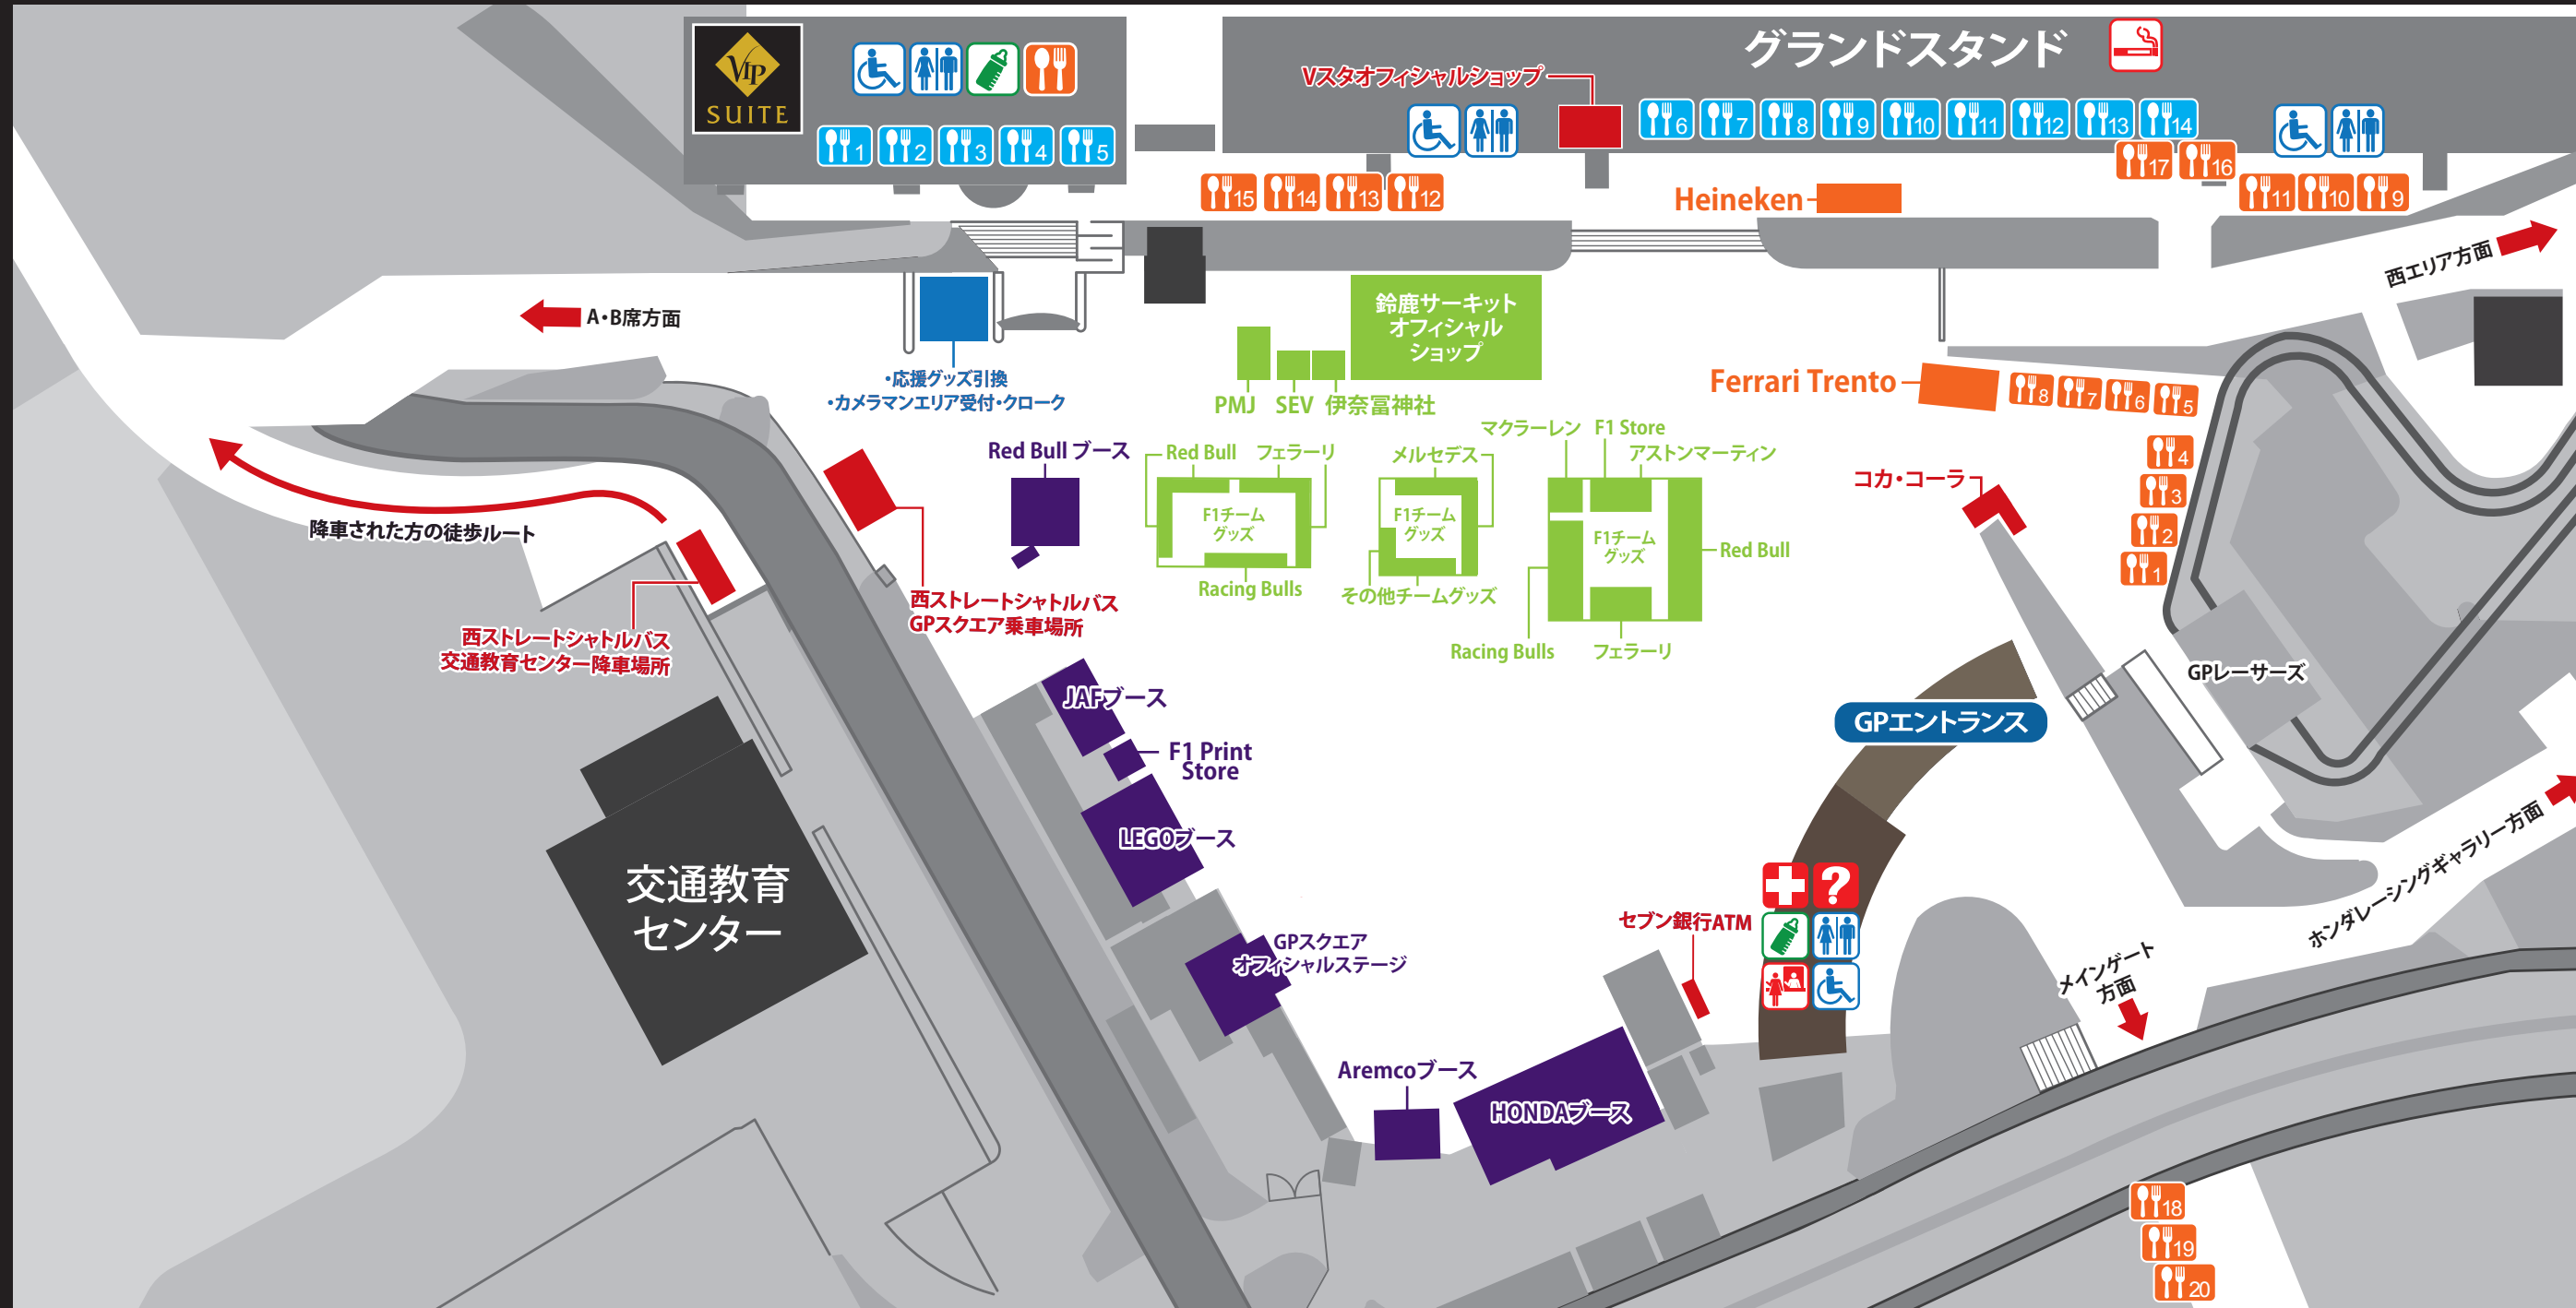 VIP
SUITE
1
2
3
4
5
グランドスタンド
Vスタオフィシャルショップ
6
7
8
9
10
11
12
13
14
17
16
15
14
13
12
Heineken
11
10
9
西エリア方面
A・B席方面
鈴鹿サーキット
オフィシャル
ショップ
・応援グッズ引換
・カメラマンエリア受付・クローク
PMJ
SEV
伊奈冨神社
Ferrari Trento
8
7
6
5
Red Bull ブース
Red Bull
フェラーリ
F1チーム
グッズ
Racing Bulls
メルセデス
F1チーム
グッズ
その他チームグッズ
マクラーレン
F1 Store
アストンマーティン
F1チーム
グッズ
Red Bull
Racing Bulls
フェラーリ
コカ・コーラ
4
3
2
1
降車された方の徒歩ルート
西ストレートシャトルバス
GPスクエア乗車場所
西ストレートシャトルバス
交通教育センター降車場所
JAFブース
F1 Print
Store
LEGOブース
GPレーサーズ
GPエントランス
交通教育
センター
GPスクエア
オフィシャルステージ
セブン銀行ATM
?
ホンダレーシングギャラリー方面
メインゲート
方面
Aremcoブース
HONDAブース
18
19
20